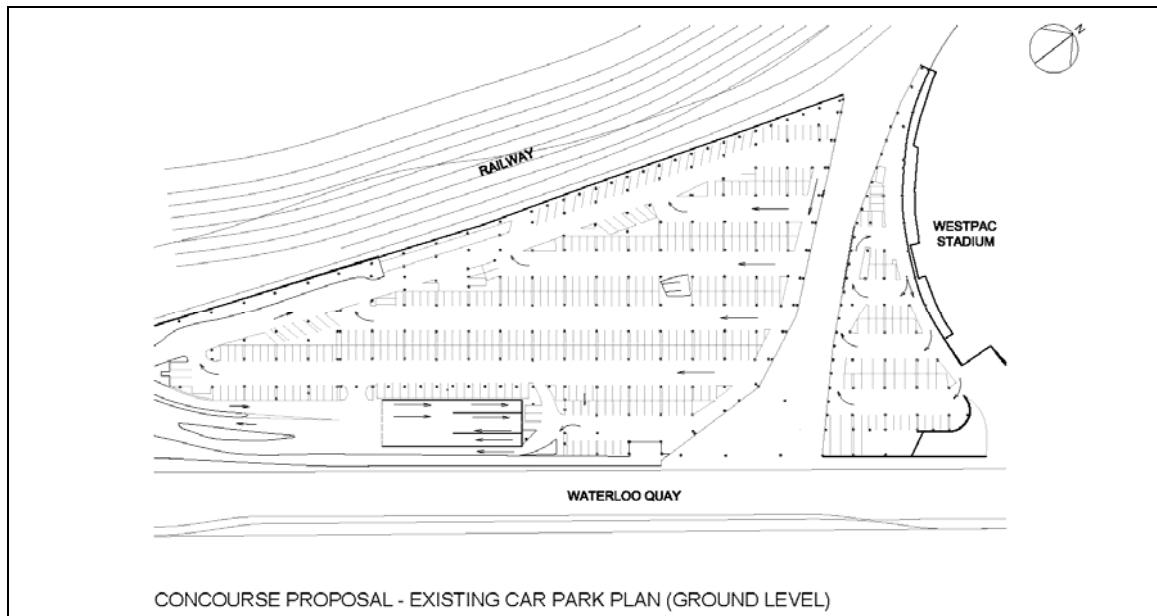 N
RAILWAY
WESTPAC
STADIUM
WATERLOO QUAY
CONCOURSE PROPOSAL - EXISTING CAR PARK PLAN (GROUND LEVEL)